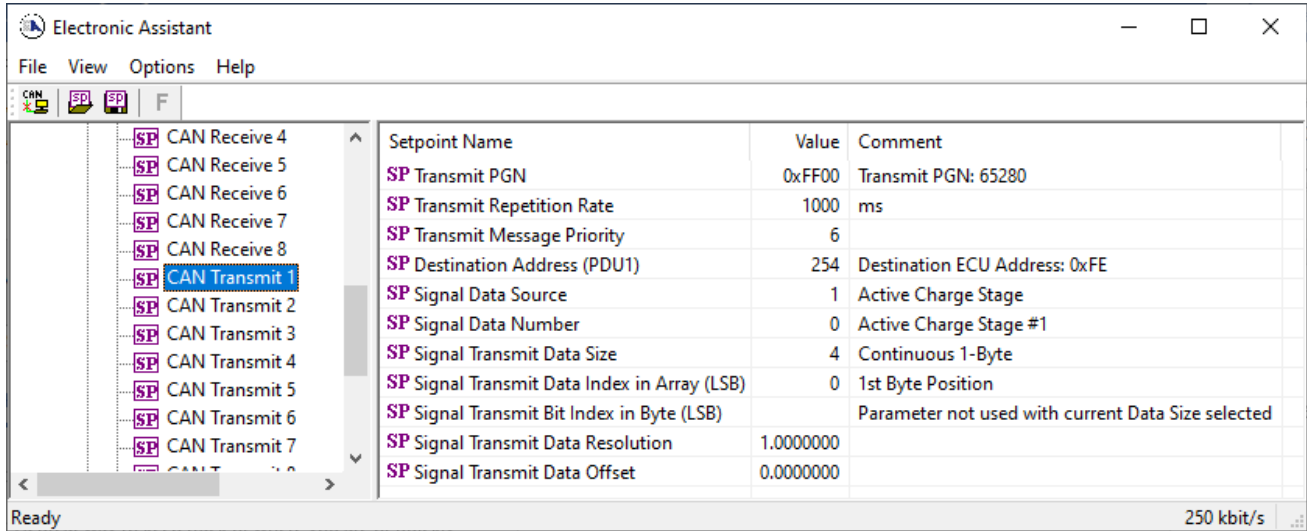 Electronic Assistant
File View Options Help
CAN SP SP F
SP CAN Receive 4
SP CAN Receive 5
SP CAN Receive 6
SP CAN Receive 7
SP CAN Receive 8
SP CAN Transmit 1
SP CAN Transmit 2
SP CAN Transmit 3
SP CAN Transmit 4
SP CAN Transmit 5
SP CAN Transmit 6
SP CAN Transmit 7
Setpoint Name Value Comment
SP Transmit PGN 0xFF00 Transmit PGN: 65280
SP Transmit Repetition Rate 1000 ms
SP Transmit Message Priority 6
SP Destination Address (PDU1) 254 Destination ECU Address: 0xFE
SP Signal Data Source 1 Active Charge Stage
SP Signal Data Number 0 Active Charge Stage #1
SP Signal Transmit Data Size 4 Continuous 1-Byte
SP Signal Transmit Data Index in Array (LSB) 0 1st Byte Position
SP Signal Transmit Bit Index in Byte (LSB) Parameter not used with current Data Size selected
SP Signal Transmit Data Resolution 1.0000000
SP Signal Transmit Data Offset 0.0000000
Ready 250 kbit/s